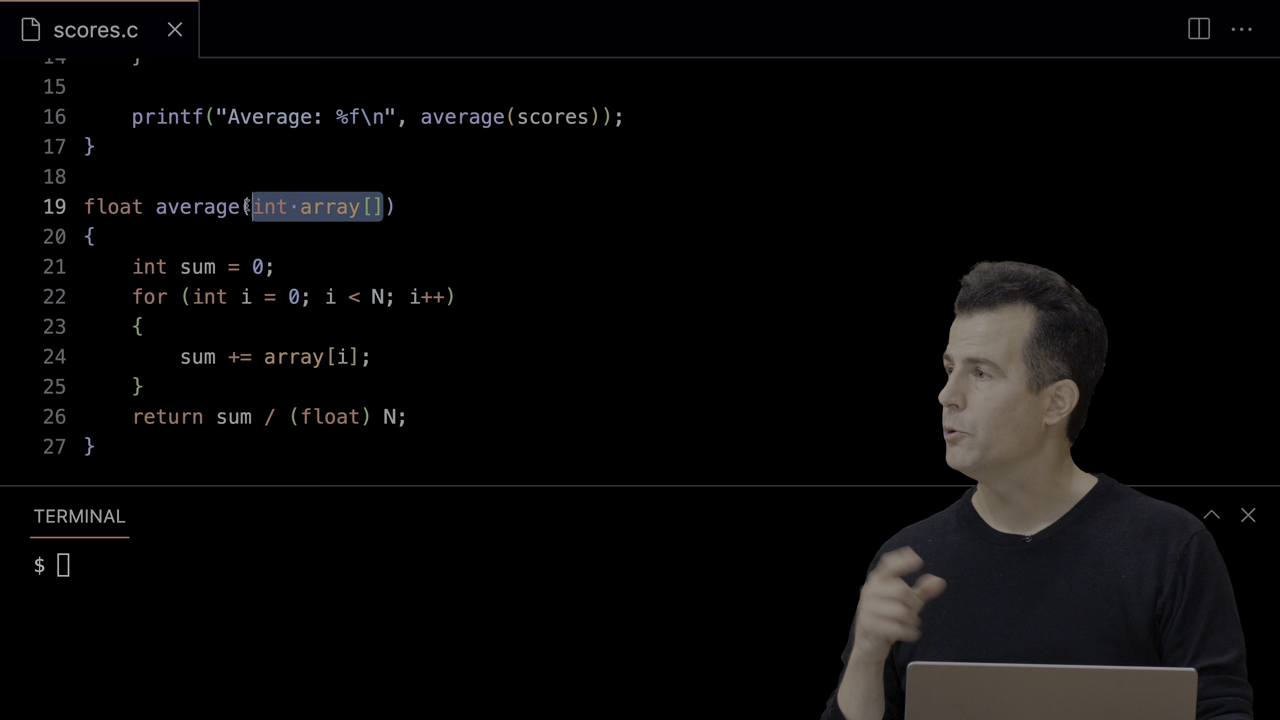 scores.c
14 }
15
16 printf("Average: %f\n", average(scores));
17 }
18
19 float average(int·array[])
20 {
21 int sum = 0;
22 for (int i = 0; i < N; i++)
23 {
24 sum += array[i];
25 }
26 return sum / (float) N;
27 }
TERMINAL
$